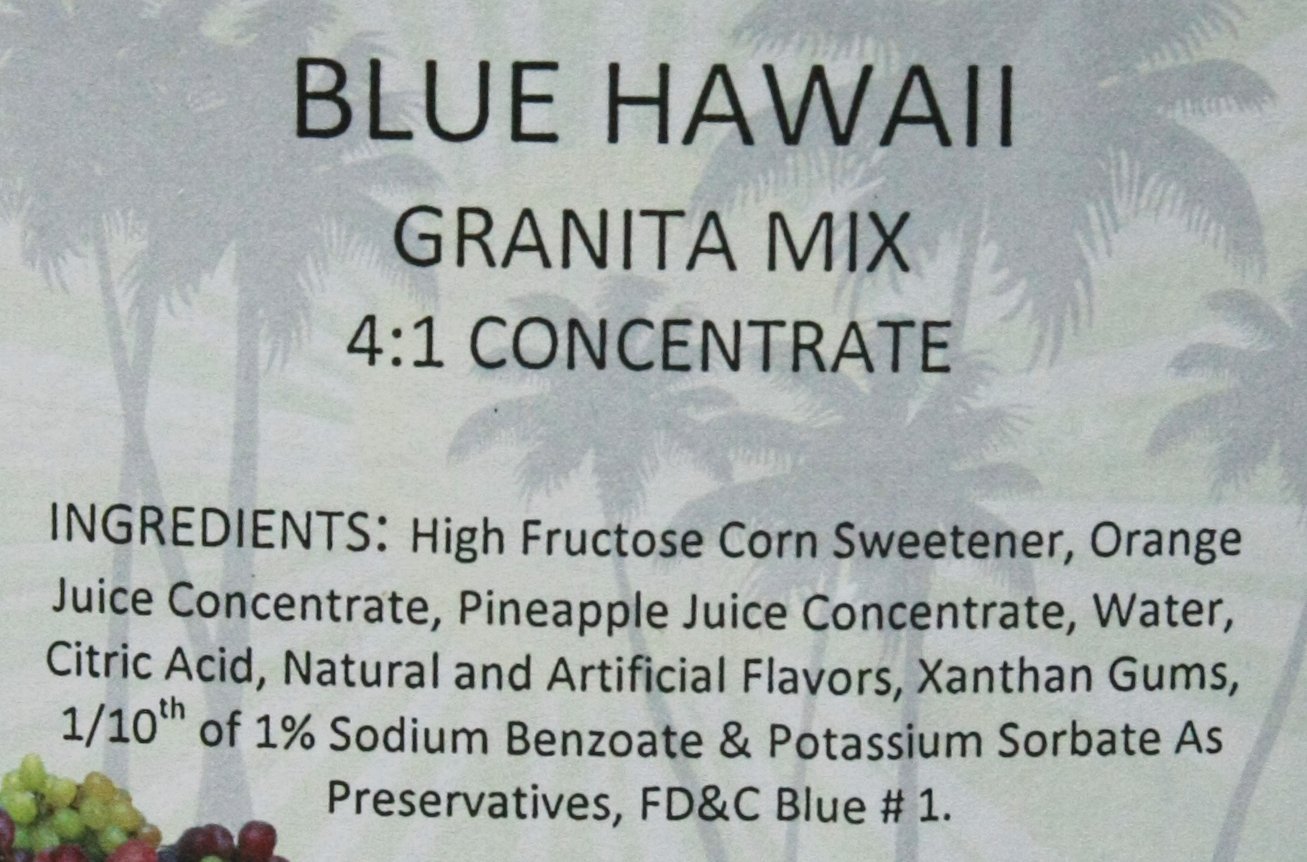 BLUE HAWAII
GRANITA MIX
4:1 CONCENTRATE
INGREDIENTS: High Fructose Corn Sweetener, Orange
Juice Concentrate, Pineapple Juice Concentrate, Water,
Citric Acid, Natural and Artificial Flavors, Xanthan Gums,
1/10th of 1% Sodium Benzoate & Potassium Sorbate As
Preservatives, FD&C Blue # 1.